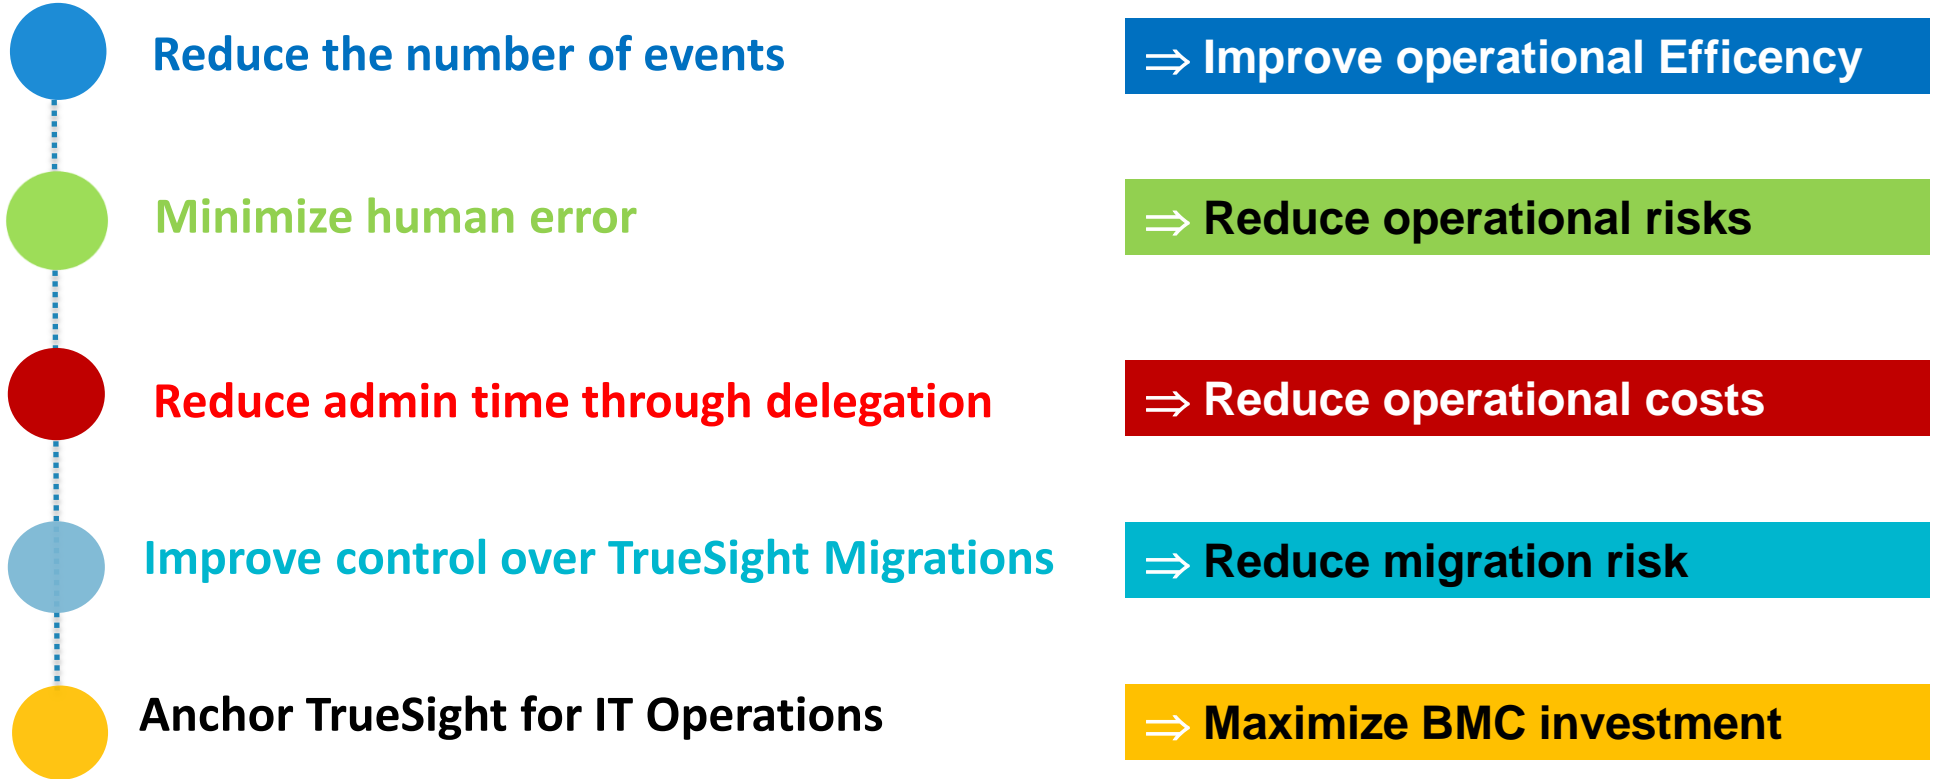 Reduce the number of events
⇒ Improve operational Efficency
Minimize human error
⇒ Reduce operational risks
Reduce admin time through delegation
⇒ Reduce operational costs
Improve control over TrueSight Migrations
⇒ Reduce migration risk
Anchor TrueSight for IT Operations
⇒ Maximize BMC investment